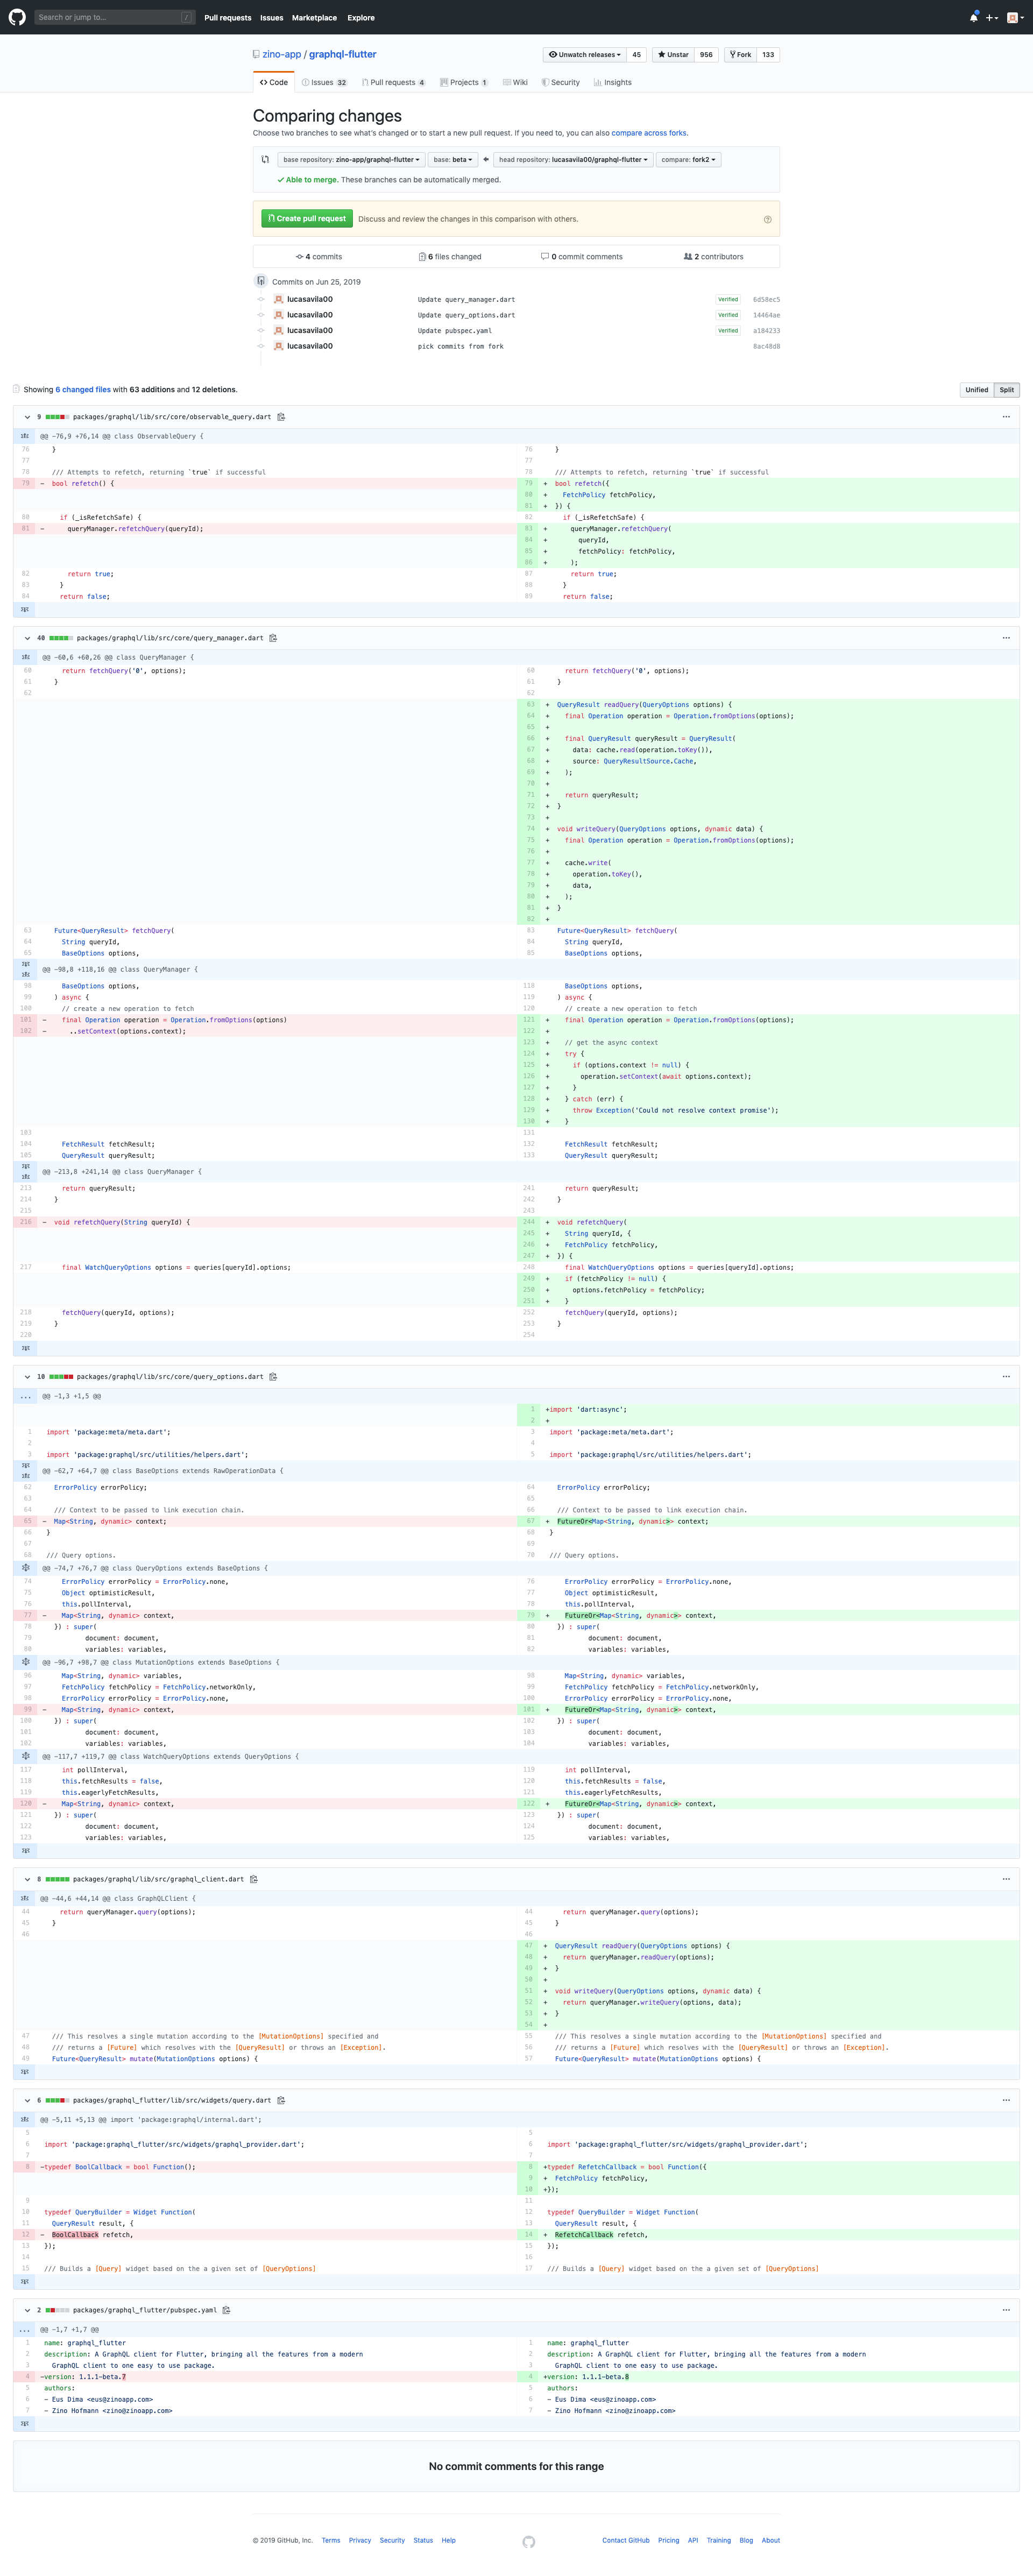 Search or jump to... / Pull requests Issues Marketplace Explore
zino-app / graphql-flutter Unwatch releases 45 Unstar 956 Fork 133
Code Issues 32 Pull requests 4 Projects 1 Wiki Security Insights
Comparing changes
Choose two branches to see what's changed or to start a new pull request. If you need to, you can also compare across forks.
base repository: zino-app/graphql-flutter base: beta head repository: lucasavila00/graphql-flutter compare: fork2
Able to merge. These branches can be automatically merged.
Create pull request Discuss and review the changes in this comparison with others.
4 commits 6 files changed 0 commit comments 2 contributors
Commits on Jun 25, 2019
lucasavila00 Update query_manager.dart Verified 6d58ec5
lucasavila00 Update query_options.dart Verified 14464ae
lucasavila00 Update pubspec.yaml Verified a184233
lucasavila00 pick commits from fork 8ac48d8
Showing 6 changed files with 63 additions and 12 deletions. Unified Split
9 packages/graphql/lib/src/core/observable_query.dart
@@ -76,9 +76,14 @@ class ObservableQuery {
76 } 76 }
77 77
78 /// Attempts to refetch, returning `true` if successful 78 /// Attempts to refetch, returning `true` if successful
79 - bool refetch() { 79 + bool refetch({
80 + FetchPolicy fetchPolicy,
81 + }) {
80 if (_isRefetchSafe) { 82 if (_isRefetchSafe) {
81 - queryManager.refetchQuery(queryId); 83 + queryManager.refetchQuery(
84 + queryId,
85 + fetchPolicy: fetchPolicy,
86 + );
82 return true; 87 return true;
83 } 88 }
84 return false; 89 return false;
40 packages/graphql/lib/src/core/query_manager.dart
@@ -60,6 +60,26 @@ class QueryManager {
60 return fetchQuery('0', options); 60 return fetchQuery('0', options);
61 } 61 }
62 62
63 + QueryResult readQuery(QueryOptions options) {
64 + final Operation operation = Operation.fromOptions(options);
65 +
66 + final QueryResult queryResult = QueryResult(
67 + data: cache.read(operation.toKey()),
68 + source: QueryResultSource.Cache,
69 + );
70 +
71 + return queryResult;
72 + }
73 +
74 + void writeQuery(QueryOptions options, dynamic data) {
75 + final Operation operation = Operation.fromOptions(options);
76 +
77 + cache.write(
78 + operation.toKey(),
79 + data,
80 + );
81 + }
82 +
63 Future<QueryResult> fetchQuery( 83 Future<QueryResult> fetchQuery(
64 String queryId, 84 String queryId,
65 BaseOptions options, 85 BaseOptions options,
@@ -98,8 +118,16 @@ class QueryManager {
98 BaseOptions options, 118 BaseOptions options,
99 ) async { 119 ) async {
100 // create a new operation to fetch 120 // create a new operation to fetch
101 - final Operation operation = Operation.fromOptions(options) 121 + final Operation operation = Operation.fromOptions(options);
102 - ..setContext(options.context); 122 +
123 + // get the async context
124 + try {
125 + if (options.context != null) {
126 + operation.setContext(await options.context);
127 + }
128 + } catch (err) {
129 + throw Exception('Could not resolve context promise');
130 + }
103 131
104 FetchResult fetchResult; 132 FetchResult fetchResult;
105 QueryResult queryResult; 133 QueryResult queryResult;
@@ -213,8 +241,14 @@ class QueryManager {
213 return queryResult; 241 return queryResult;
214 } 242 }
215 243
216 - void refetchQuery(String queryId) { 244 + void refetchQuery(
245 + String queryId, {
246 + FetchPolicy fetchPolicy,
247 + }) {
217 final WatchQueryOptions options = queries[queryId].options; 248 final WatchQueryOptions options = queries[queryId].options;
249 + if (fetchPolicy != null) {
250 + options.fetchPolicy = fetchPolicy;
251 + }
218 fetchQuery(queryId, options); 252 fetchQuery(queryId, options);
219 } 253 }
220 254
10 packages/graphql/lib/src/core/query_options.dart
... @@ -1,3 +1,5 @@
1 +import 'dart:async';
2 +
1 import 'package:meta/meta.dart'; 3 import 'package:meta/meta.dart';
2 4
3 import 'package:graphql/src/utilities/helpers.dart'; 5 import 'package:graphql/src/utilities/helpers.dart';
@@ -62,7 +64,7 @@ class BaseOptions extends RawOperationData {
62 ErrorPolicy errorPolicy; 64 ErrorPolicy errorPolicy;
63 65
64 /// Context to be passed to link execution chain. 66 /// Context to be passed to link execution chain.
65 - Map<String, dynamic> context; 67 + FutureOr<Map<String, dynamic>> context;
66 } 68 }
67 69
68 /// Query options. 70 /// Query options.
@@ -74,7 +76,7 @@ class QueryOptions extends BaseOptions {
74 ErrorPolicy errorPolicy = ErrorPolicy.none, 76 ErrorPolicy errorPolicy = ErrorPolicy.none,
75 Object optimisticResult, 77 Object optimisticResult,
76 this.pollInterval, 78 this.pollInterval,
77 - Map<String, dynamic> context, 79 + FutureOr<Map<String, dynamic>> context,
78 }) : super( 80 }) : super(
79 document: document, 81 document: document,
80 variables: variables, 82 variables: variables,
@@ -96,7 +98,7 @@ class MutationOptions extends BaseOptions {
96 Map<String, dynamic> variables, 98 Map<String, dynamic> variables,
97 FetchPolicy fetchPolicy = FetchPolicy.networkOnly, 99 FetchPolicy fetchPolicy = FetchPolicy.networkOnly,
98 ErrorPolicy errorPolicy = ErrorPolicy.none, 100 ErrorPolicy errorPolicy = ErrorPolicy.none,
99 - Map<String, dynamic> context, 101 + FutureOr<Map<String, dynamic>> context,
100 }) : super( 102 }) : super(
101 document: document, 103 document: document,
102 variables: variables, 104 variables: variables,
@@ -117,7 +119,7 @@ class WatchQueryOptions extends QueryOptions {
117 int pollInterval, 119 int pollInterval,
118 this.fetchResults = false, 120 this.fetchResults = false,
119 this.eagerlyFetchResults, 121 this.eagerlyFetchResults,
120 - Map<String, dynamic> context, 122 + FutureOr<Map<String, dynamic>> context,
121 }) : super( 123 }) : super(
122 document: document, 124 document: document,
123 variables: variables, 125 variables: variables,
8 packages/graphql/lib/src/graphql_client.dart
@@ -44,6 +44,14 @@ class GraphQLClient {
44 return queryManager.query(options); 44 return queryManager.query(options);
45 } 45 }
46 46
47 + QueryResult readQuery(QueryOptions options) {
48 + return queryManager.readQuery(options);
49 + }
50 +
51 + void writeQuery(QueryOptions options, dynamic data) {
52 + return queryManager.writeQuery(options, data);
53 + }
54 +
47 /// This resolves a single mutation according to the [MutationOptions] specified and 55 /// This resolves a single mutation according to the [MutationOptions] specified and
48 /// returns a [Future] which resolves with the [QueryResult] or throws an [Exception]. 56 /// returns a [Future] which resolves with the [QueryResult] or throws an [Exception].
49 Future<QueryResult> mutate(MutationOptions options) { 57 Future<QueryResult> mutate(MutationOptions options) {
6 packages/graphql_flutter/lib/src/widgets/query.dart
@@ -5,11 +5,13 @@ import 'package:graphql/internal.dart';
5 5
6 import 'package:graphql_flutter/src/widgets/graphql_provider.dart'; 6 import 'package:graphql_flutter/src/widgets/graphql_provider.dart';
7 7
8 -typedef BoolCallback = bool Function(); 8 +typedef RefetchCallback = bool Function({
9 + FetchPolicy fetchPolicy,
10 +});
9 11
10 typedef QueryBuilder = Widget Function( 12 typedef QueryBuilder = Widget Function(
11 QueryResult result, { 13 QueryResult result, {
12 - BoolCallback refetch, 14 + RefetchCallback refetch,
13 }); 15 });
14 16
15 /// Builds a [Query] widget based on the a given set of [QueryOptions] 17 /// Builds a [Query] widget based on the a given set of [QueryOptions]
2 packages/graphql_flutter/pubspec.yaml
... @@ -1,7 +1,7 @@
1 name: graphql_flutter 1 name: graphql_flutter
2 description: A GraphQL client for Flutter, bringing all the features from a modern 2 description: A GraphQL client for Flutter, bringing all the features from a modern
3 GraphQL client to one easy to use package. 3 GraphQL client to one easy to use package.
4 -version: 1.1.1-beta.7 4 +version: 1.1.1-beta.8
5 authors: 5 authors:
6 - Eus Dima <eus@zinoapp.com> 6 - Eus Dima <eus@zinoapp.com>
7 - Zino Hofmann <zino@zinoapp.com> 7 - Zino Hofmann <zino@zinoapp.com>
No commit comments for this range
© 2019 GitHub, Inc. Terms Privacy Security Status Help Contact GitHub Pricing API Training Blog About